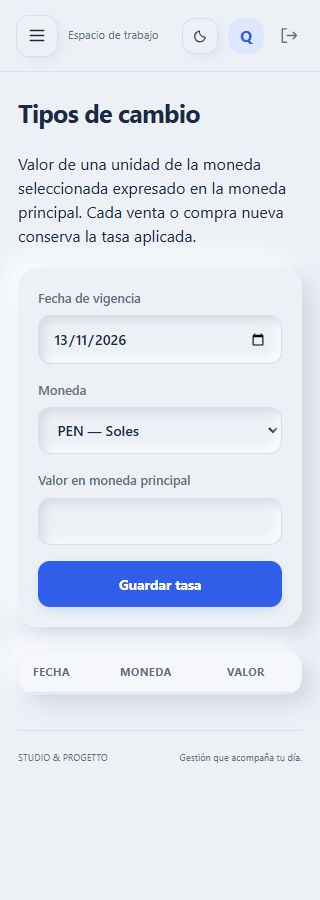 Espacio de trabajo
Q
Tipos de cambio
Valor de una unidad de la moneda
seleccionada expresado en la moneda
principal. Cada venta o compra nueva
conserva la tasa aplicada.
Fecha de vigencia
13/11/2026
Moneda
PEN — Soles
Valor en moneda principal
Guardar tasa
FECHA MONEDA VALOR
STUDIO & PROGETTO Gestión que acompaña tu día.